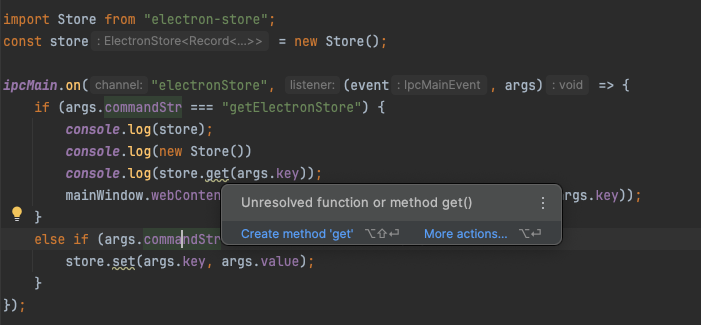 import Store from "electron-store";
const store : ElectronStore<Record<...>> = new Store();
ipcMain.on( channel: "electronStore", listener: (event : IpcMainEvent , args) : void => {
if (args.commandStr === "getElectronStore") {
console.log(store);
console.log(new Store())
console.log(store.get(args.key));
mainWindow.webConten args.key));
Unresolved function or method get()
Create method 'get' ⌥⇧⏎ More actions... ⌥⏎
}
else if (args.commandStr
store.set(args.key, args.value);
}
});